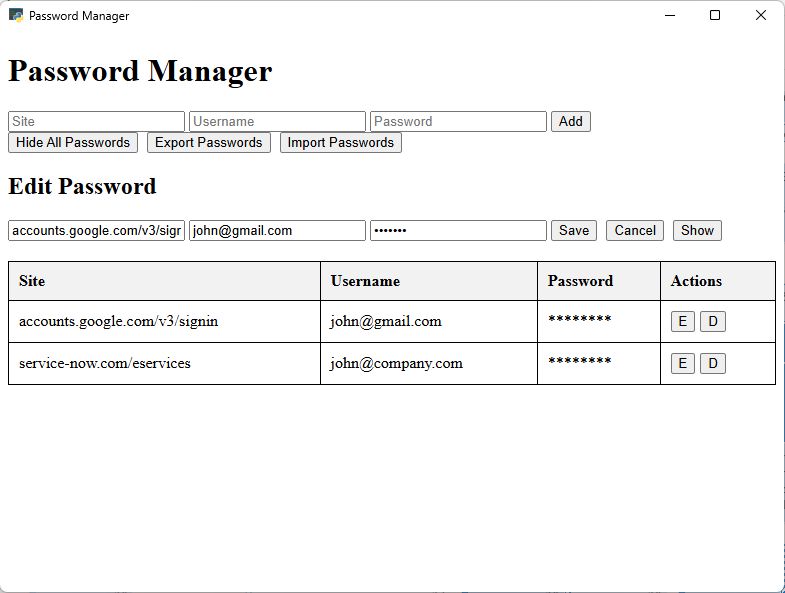 Password Manager
Password Manager
Site Username Password Add
Hide All Passwords Export Passwords Import Passwords
Edit Password
accounts.google.com/v3/sigr john@gmail.com ••••••• Save Cancel Show
Site Username Password Actions
accounts.google.com/v3/signin john@gmail.com ******** E D
service-now.com/eservices john@company.com ******** E D